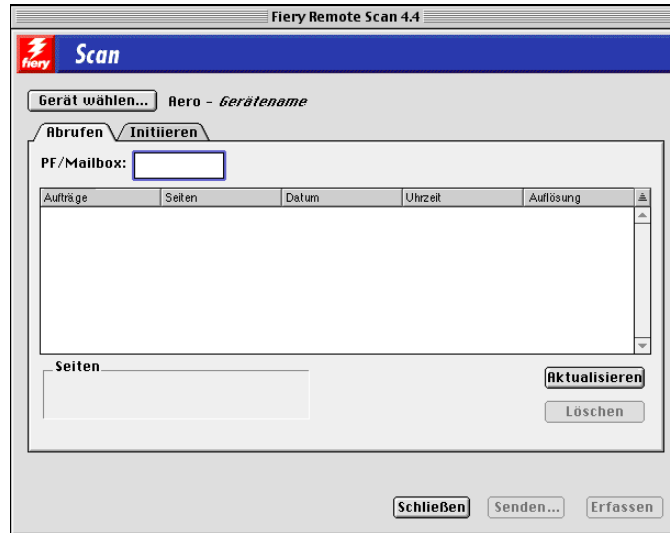 Fiery Remote Scan 4.4
fiery Scan
Gerät wählen... Aero - Gerätename
Abrufen Initiieren
PF/Mailbox:
Aufträge Seiten Datum Uhrzeit Auflösung
Seiten
Aktualisieren
Löschen
Schließen Senden... Erfassen